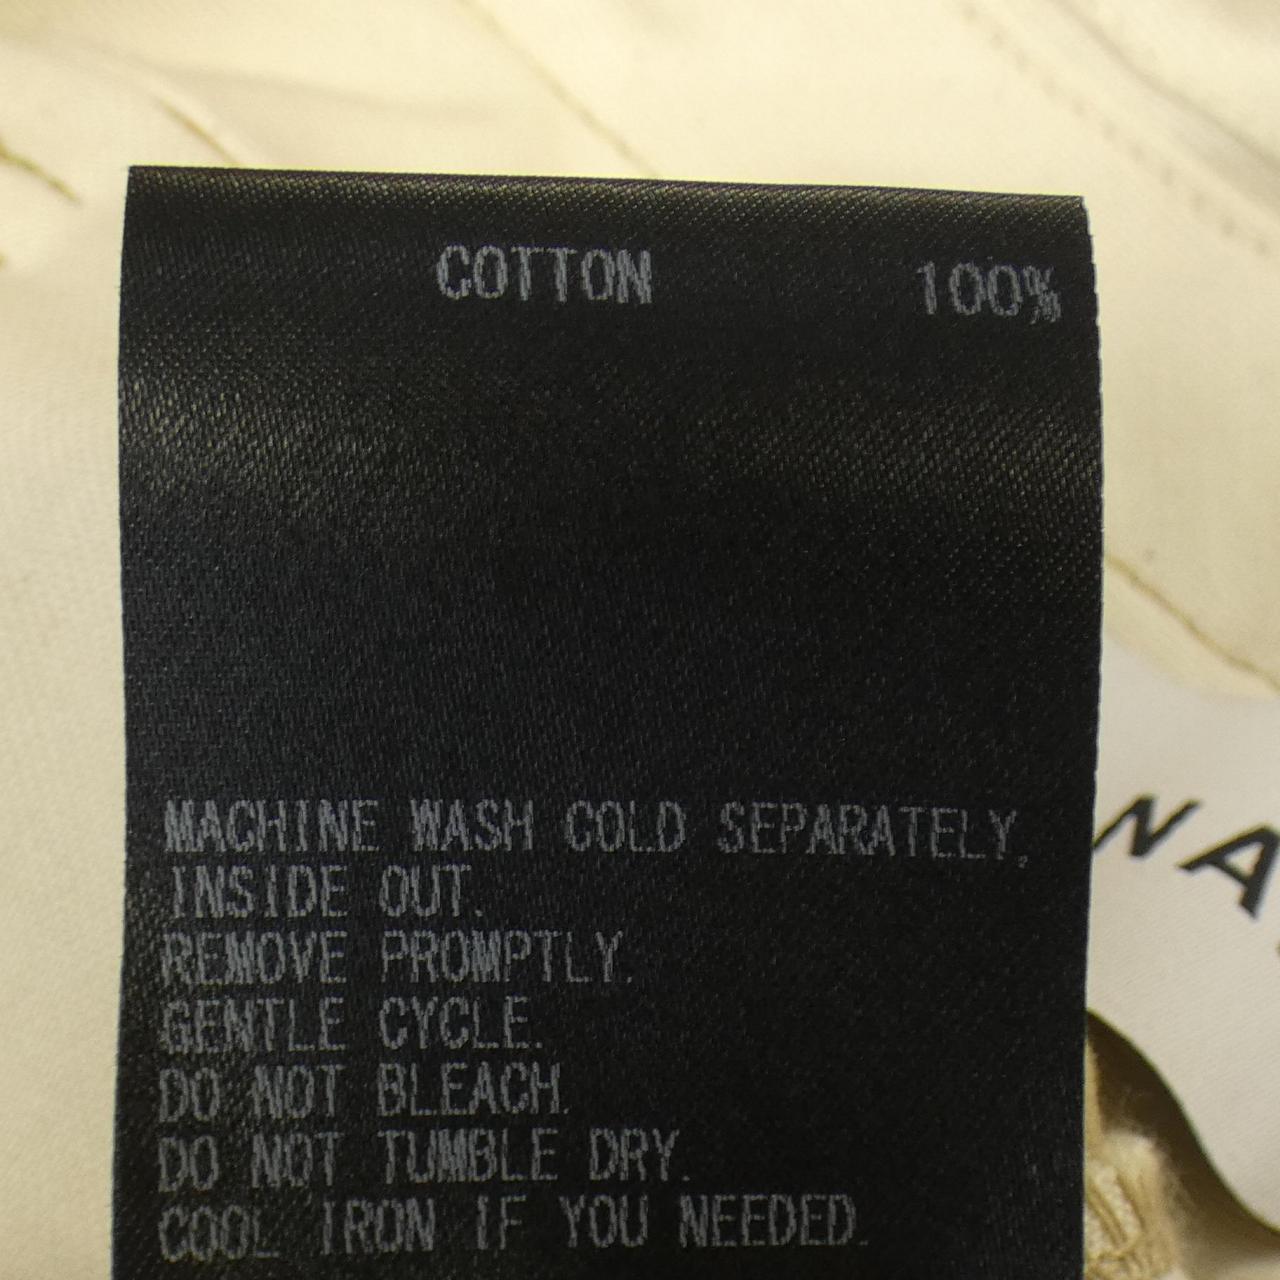 COTTON 100%
MACHINE WASH COLD SEPARATELY,
INSIDE OUT.
REMOVE PROMPTLY.
GENTLE CYCLE.
DO NOT BLEACH.
DO NOT TUMBLE DRY.
COOL IRON IF YOU NEEDED.
NA